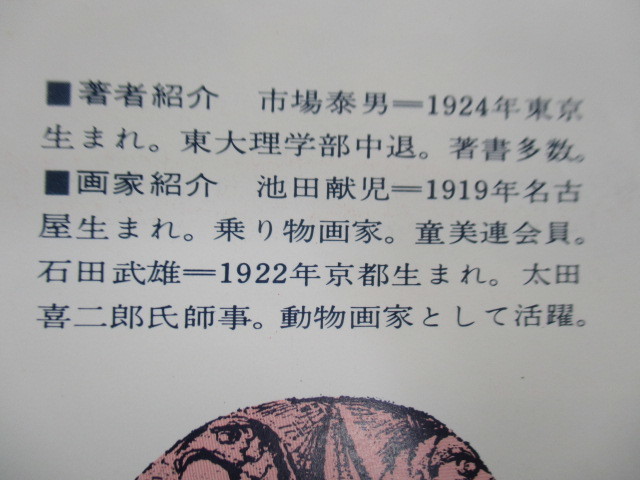 ■著者紹介　市場泰男＝1924年東京
生まれ。東大理学部中退。著書多数。
■画家紹介　池田献児＝1919年名古
屋生まれ。乗り物画家。童美連会員。
石田武雄＝1922年京都生まれ。太田
喜二郎氏師事。動物画家として活躍。